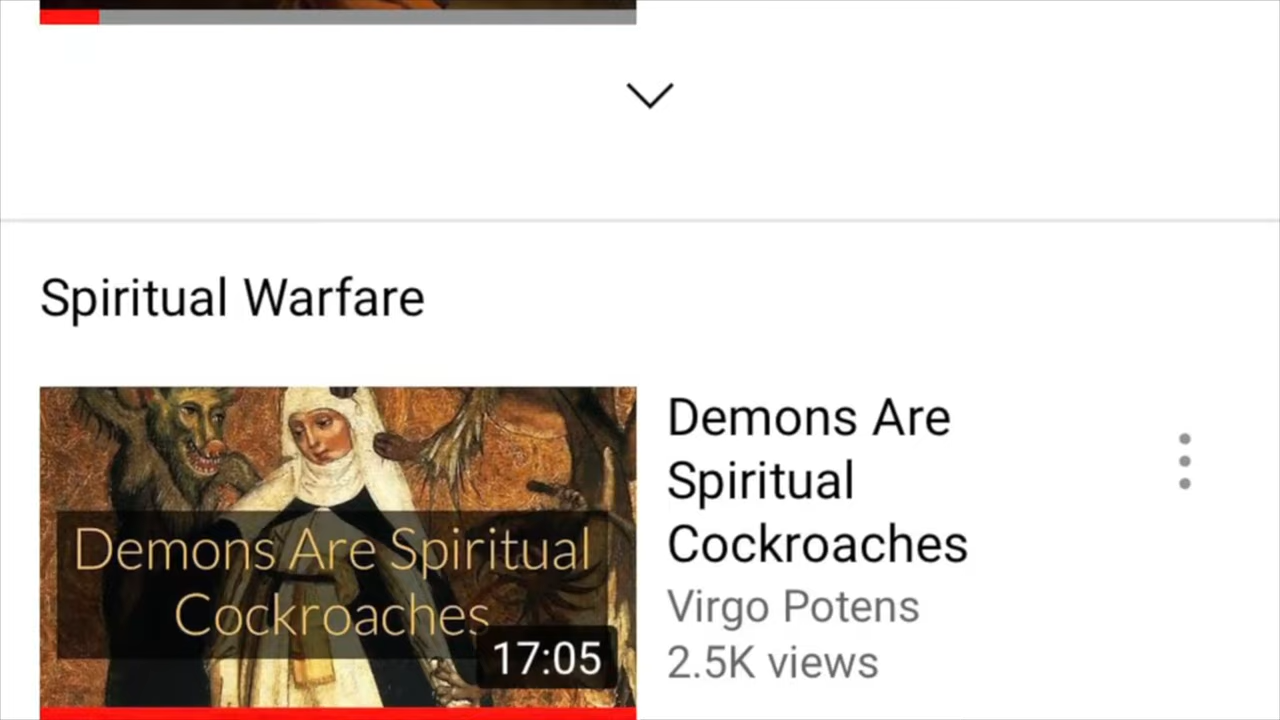 Spiritual Warfare
Demons Are Spiritual
Cockroaches
17:05
Demons Are
Spiritual
Cockroaches
Virgo Potens
2.5K views